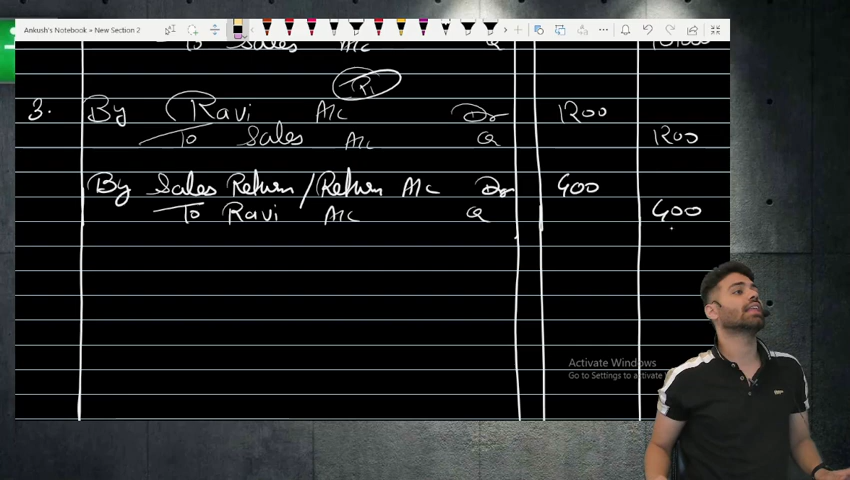 Ankush's Notebook » New Section 2
To Sales A/c Cr
3. By Ravi A/c Dr 1200
To Sales A/c Cr 1200
By Sales Return / Return A/c Dr 400
To Ravi A/c Cr 400
Activate Windows
Go to Settings to activate